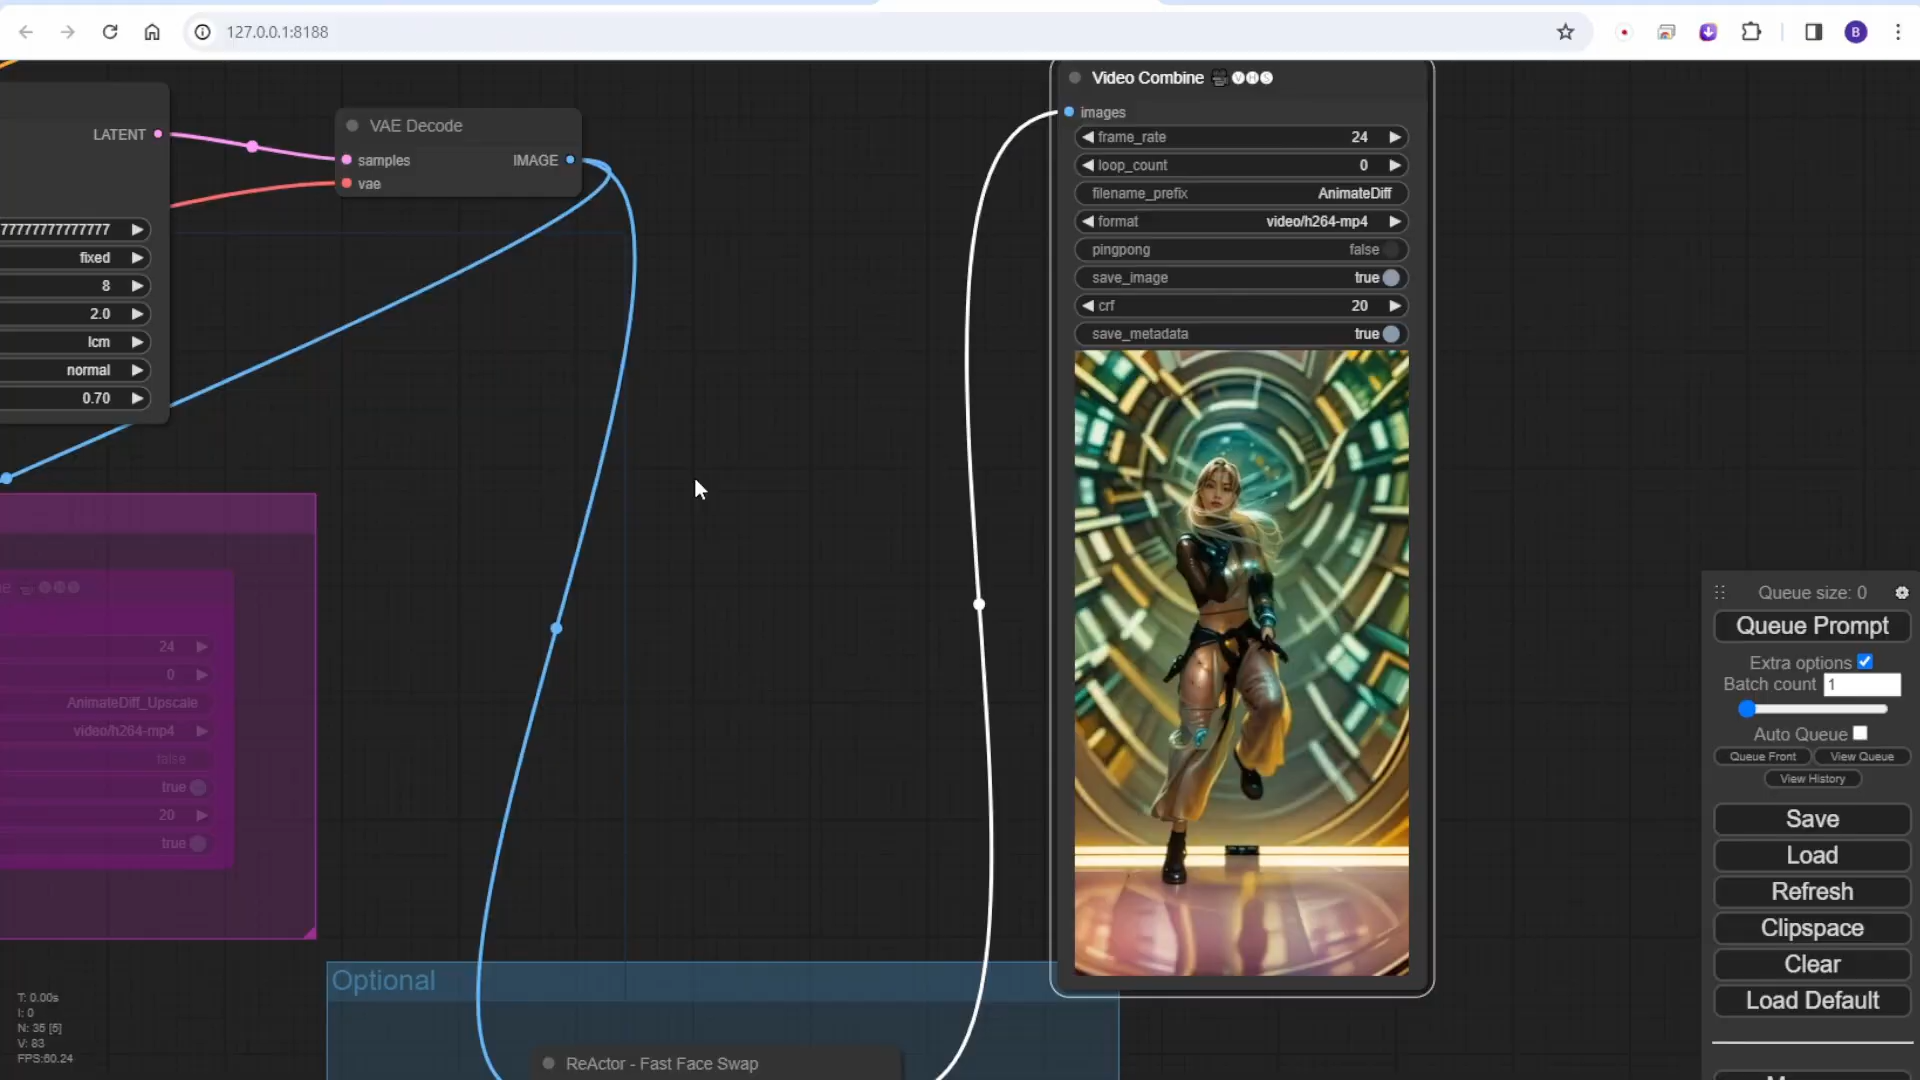 127.0.0.1:8188
B
LATENT
77777777777777
fixed
8
2.0
lcm
normal
0.70
VAE Decode
samples IMAGE
vae
Video Combine VHS
images
frame_rate 24
loop_count 0
filename_prefix AnimateDiff
format video/h264-mp4
pingpong false
save_image true
crf 20
save_metadata true
24
0
AnimateDiff_Upscale
video/h264-mp4
false
true
20
true
Optional
ReActor - Fast Face Swap
T: 0.00s
I: 0
N: 35 [5]
V: 83
FPS:60.24
Queue size: 0
Queue Prompt
Extra options
Batch count 1
Auto Queue
Queue Front View Queue
View History
Save
Load
Refresh
Clipspace
Clear
Load Default